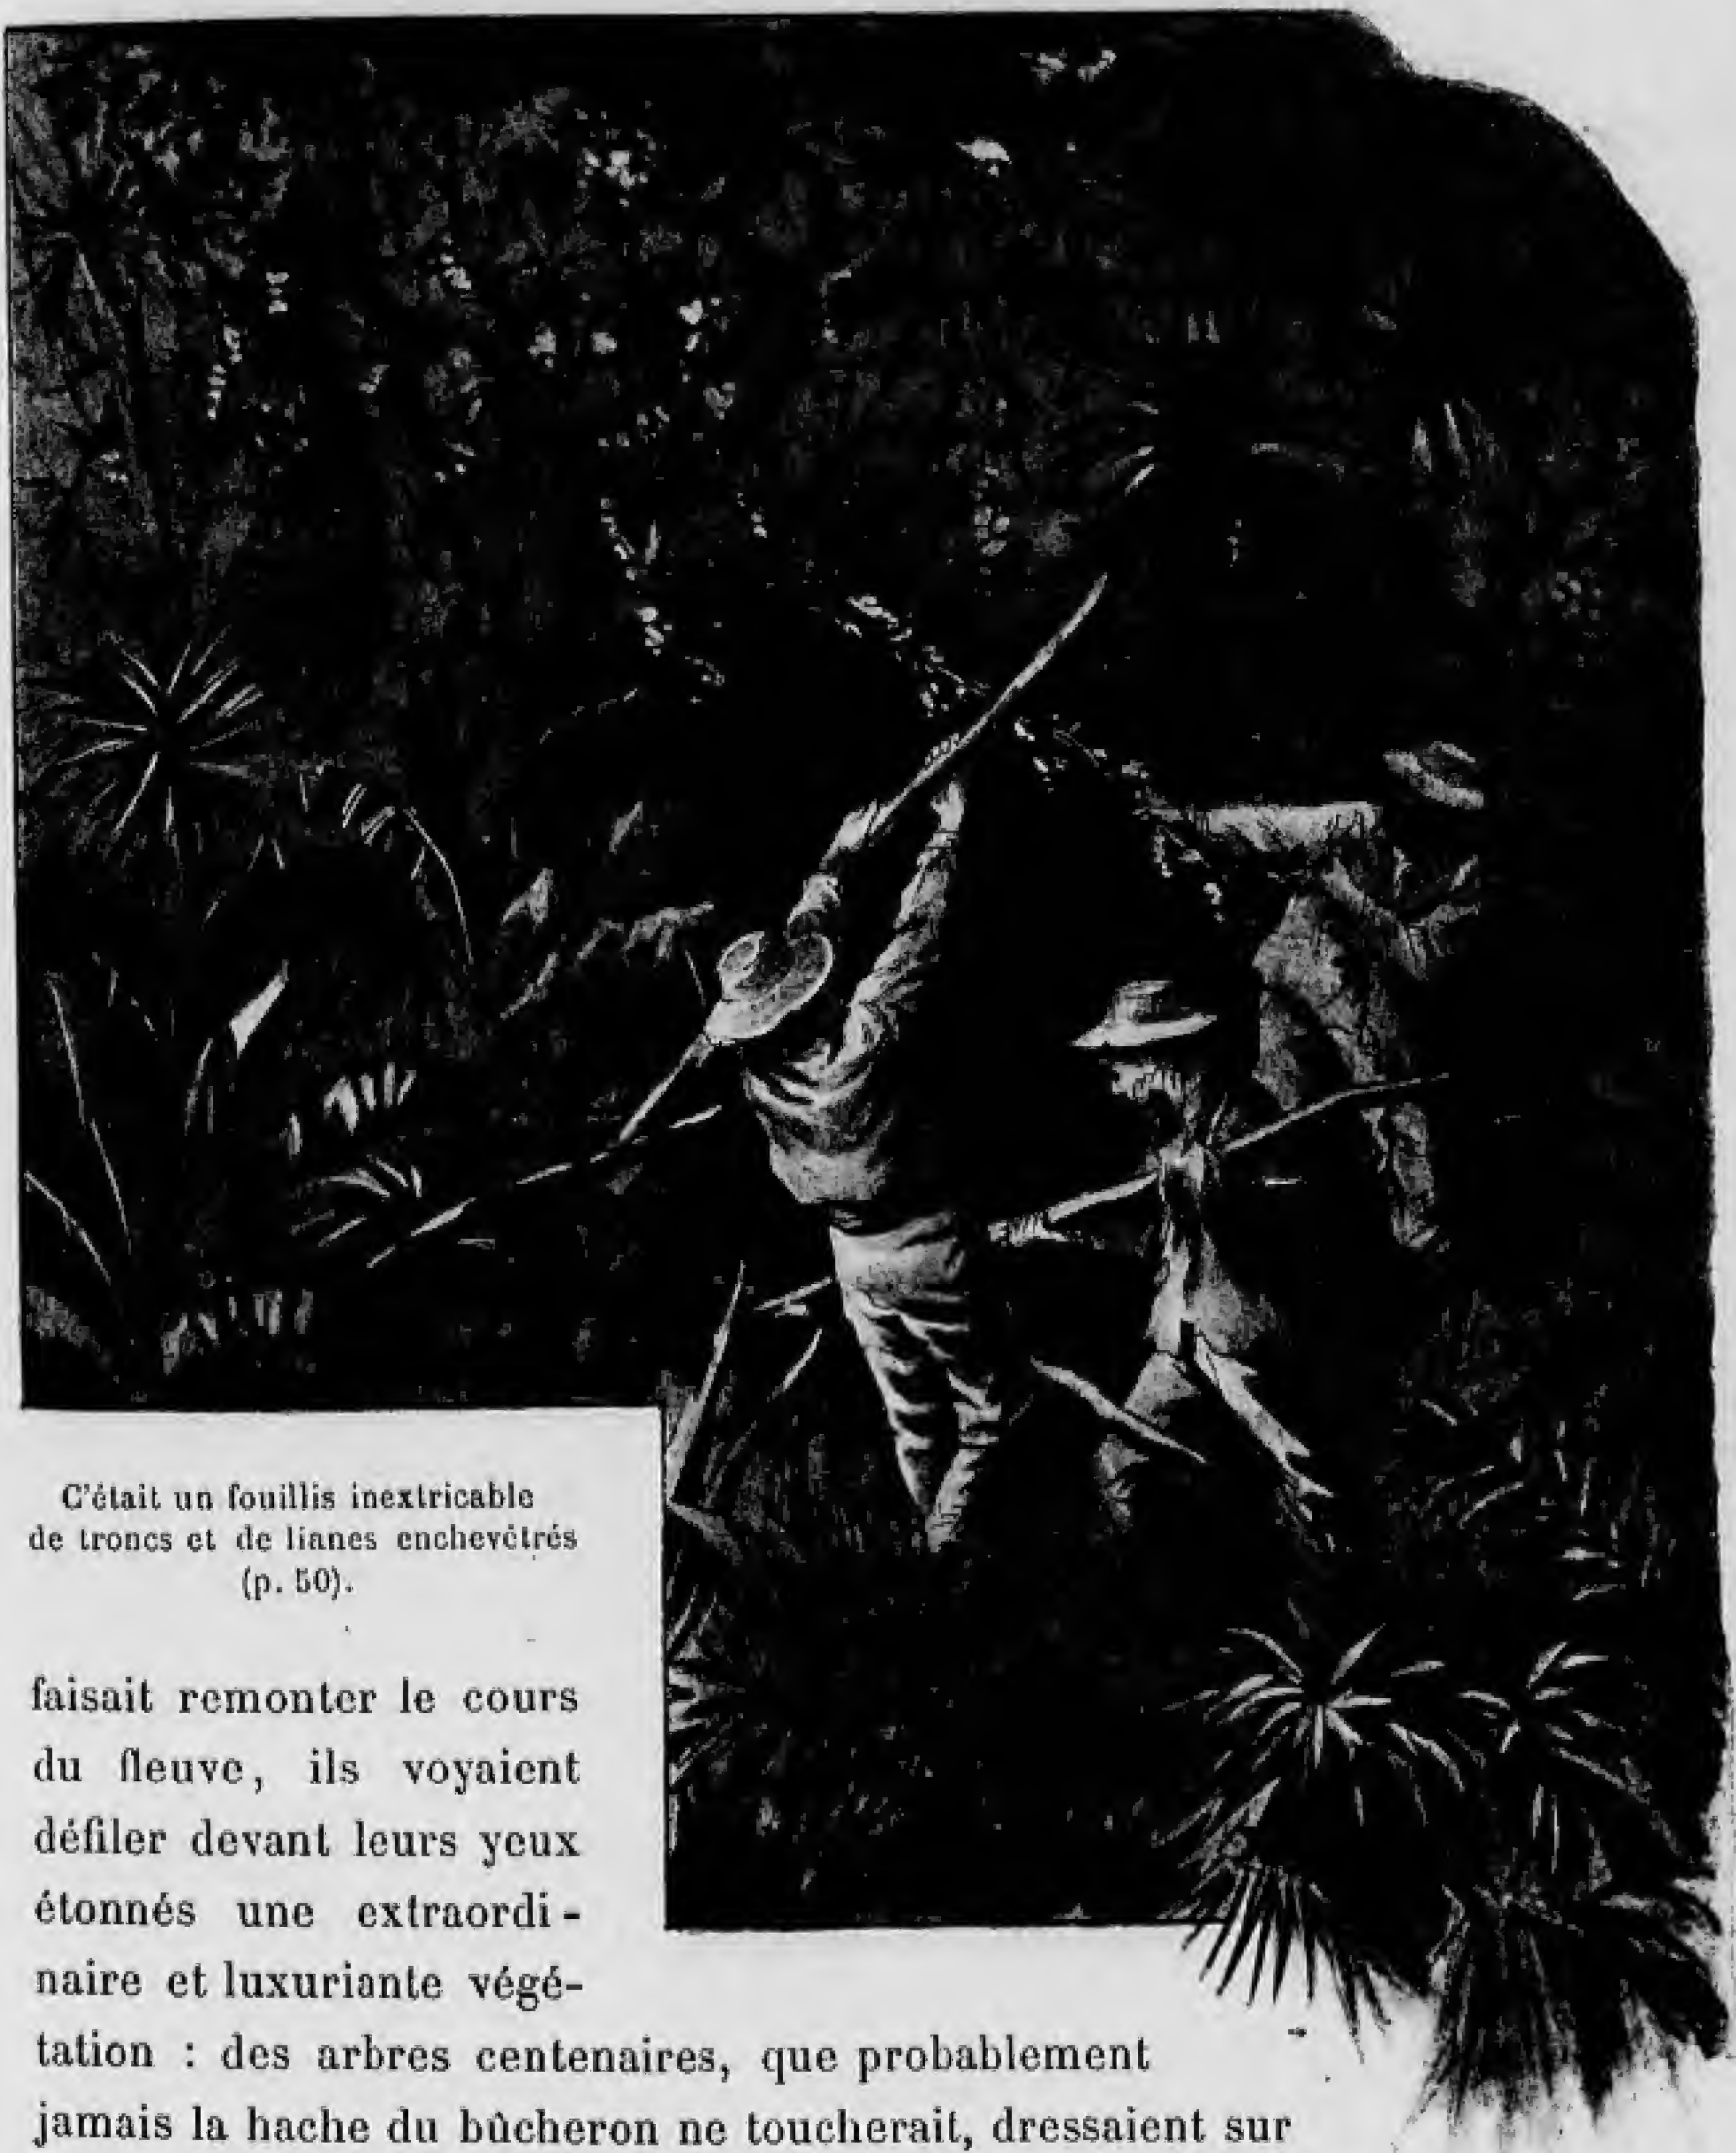 C'était un fouillis inextricable
de troncs et de lianes enchevêtrés
(p. 50).
faisait remonter le cours
du fleuve, ils voyaient
défiler devant leurs yeux
étonnés une extraordi-
naire et luxuriante végé-
tation : des arbres centenaires, que probablement
jamais la hache du bûcheron ne toucherait, dressaient sur